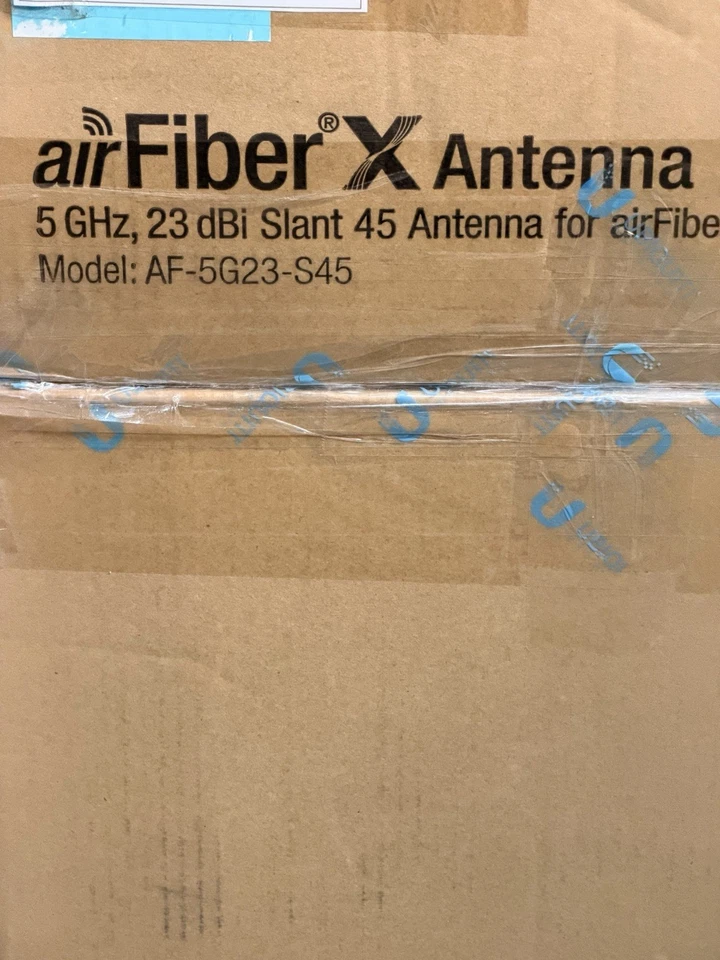 airFiber® X Antenna
5 GHz, 23 dBi Slant 45 Antenna for airFibe
Model: AF-5G23-S45